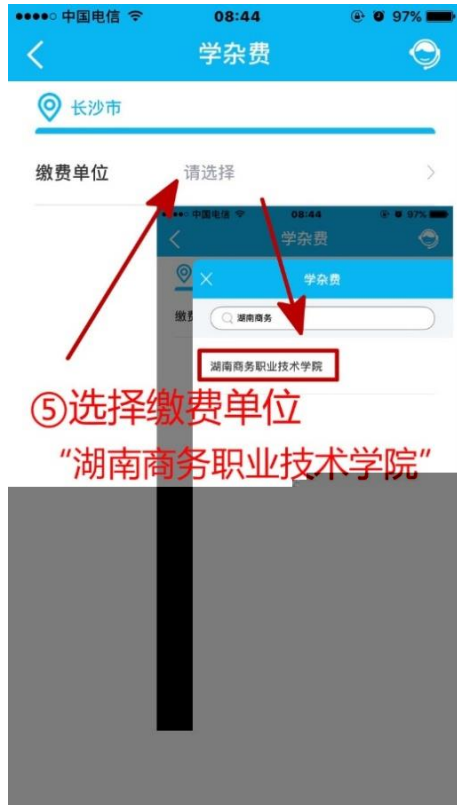 中国电信 08:44 97%
学杂费
长沙市
缴费单位 请选择
中国电信 08:44 97%
学杂费
学杂费
缴费
湖南商务
湖南商务职业技术学院
⑤选择缴费单位
“湖南商务职业技术学院”